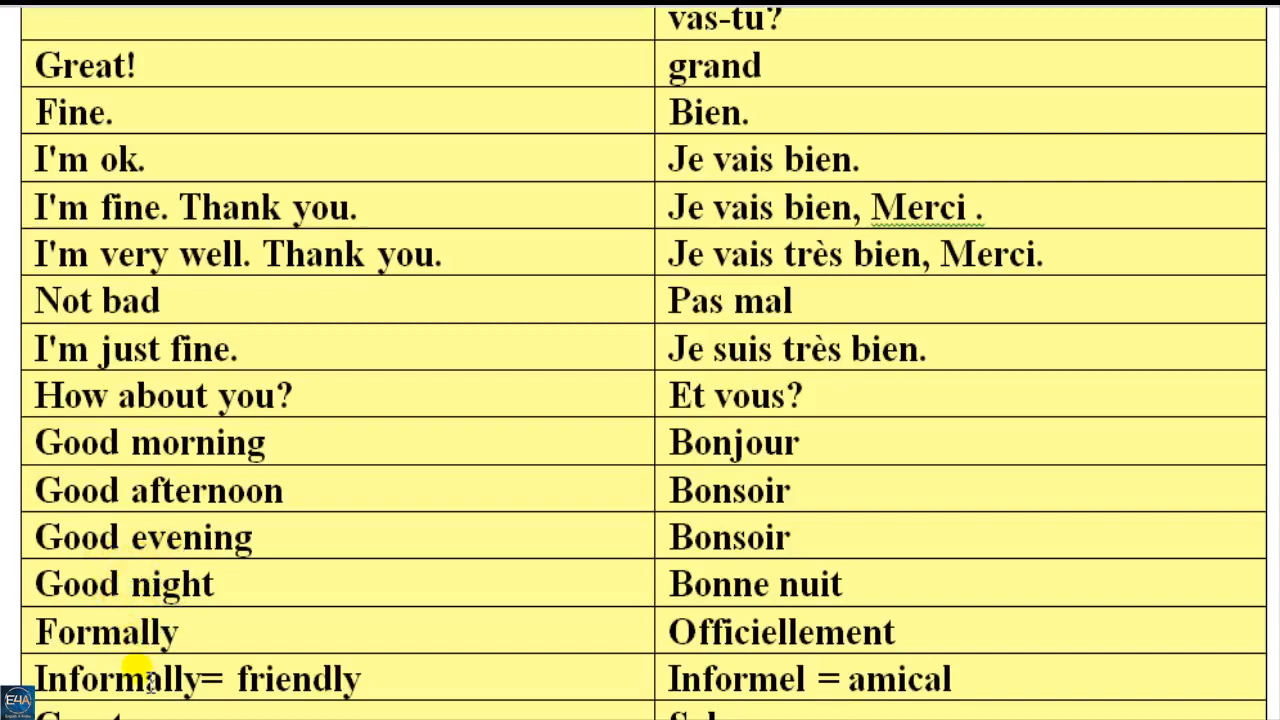 vas-tu?
Great! grand
Fine. Bien.
I'm ok. Je vais bien.
I'm fine. Thank you. Je vais bien, Merci .
I'm very well. Thank you. Je vais très bien, Merci.
Not bad Pas mal
I'm just fine. Je suis très bien.
How about you? Et vous?
Good morning Bonjour
Good afternoon Bonsoir
Good evening Bonsoir
Good night Bonne nuit
Formally Officiellement
Informally= friendly Informel = amical
E4A